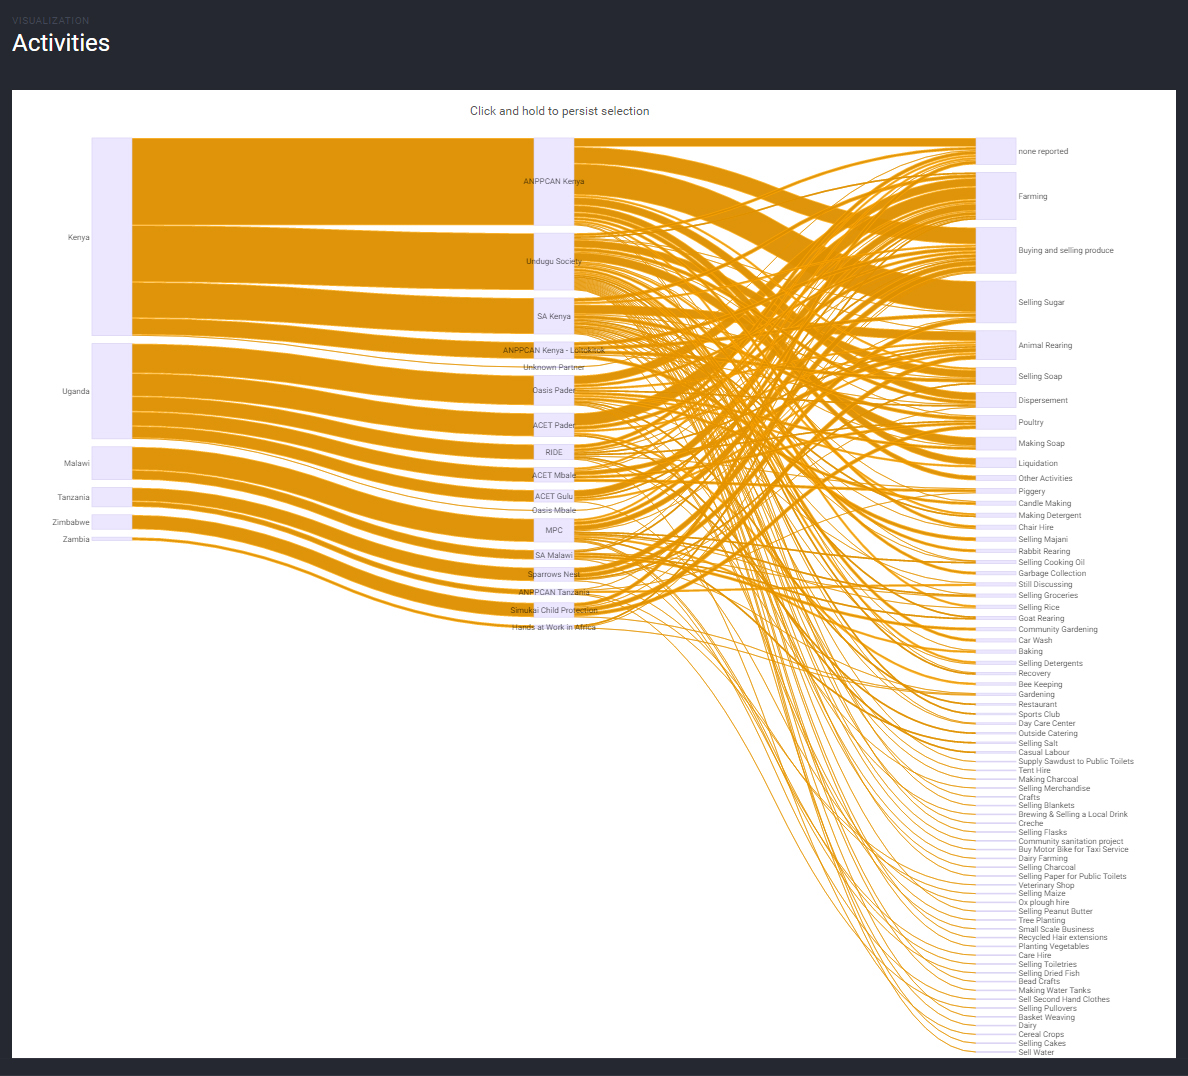 VISUALIZATION
Activities
Click and hold to persist selection
Kenya
Uganda
Malawi
Tanzania
Zimbabwe
Zambia
ANPPCAN Kenya
Undugu Society
SA Kenya
ANPPCAN Kenya - Loitokitok
Unknown Partner
Oasis Pader
ACET Pader
RIDE
ACET Mbale
ACET Gulu
Oasis Mbale
MPC
SA Malawi
Sparrows Nest
ANPPCAN Tanzania
Simukai Child Protection
Hands at Work in Africa
none reported
Farming
Buying and selling produce
Selling Sugar
Animal Rearing
Selling Soap
Dispersement
Poultry
Making Soap
Liquidation
Other Activities
Piggery
Candle Making
Making Detergent
Chair Hire
Selling Majani
Rabbit Rearing
Selling Cooking Oil
Garbage Collection
Still Discussing
Selling Groceries
Selling Rice
Goat Rearing
Community Gardening
Car Wash
Baking
Selling Detergents
Recovery
Bee Keeping
Gardening
Restaurant
Sports Club
Day Care Center
Outside Catering
Selling Salt
Casual Labour
Supply Sawdust to Public Toilets
Tent Hire
Making Charcoal
Selling Merchandise
Crafts
Selling Blankets
Brewing & Selling a Local Drink
Creche
Selling Flasks
Community sanitation project
Buy Motor Bike for Taxi Service
Dairy Farming
Selling Charcoal
Selling Paper for Public Toilets
Veterinary Shop
Selling Maize
Ox plough hire
Selling Peanut Butter
Tree Planting
Small Scale Business
Recycled Hair extensions
Planting Vegetables
Care Hire
Selling Toiletries
Selling Dried Fish
Bead Crafts
Making Water Tanks
Sell Second Hand Clothes
Selling Pullovers
Basket Weaving
Dairy
Cereal Crops
Selling Cakes
Sell Water